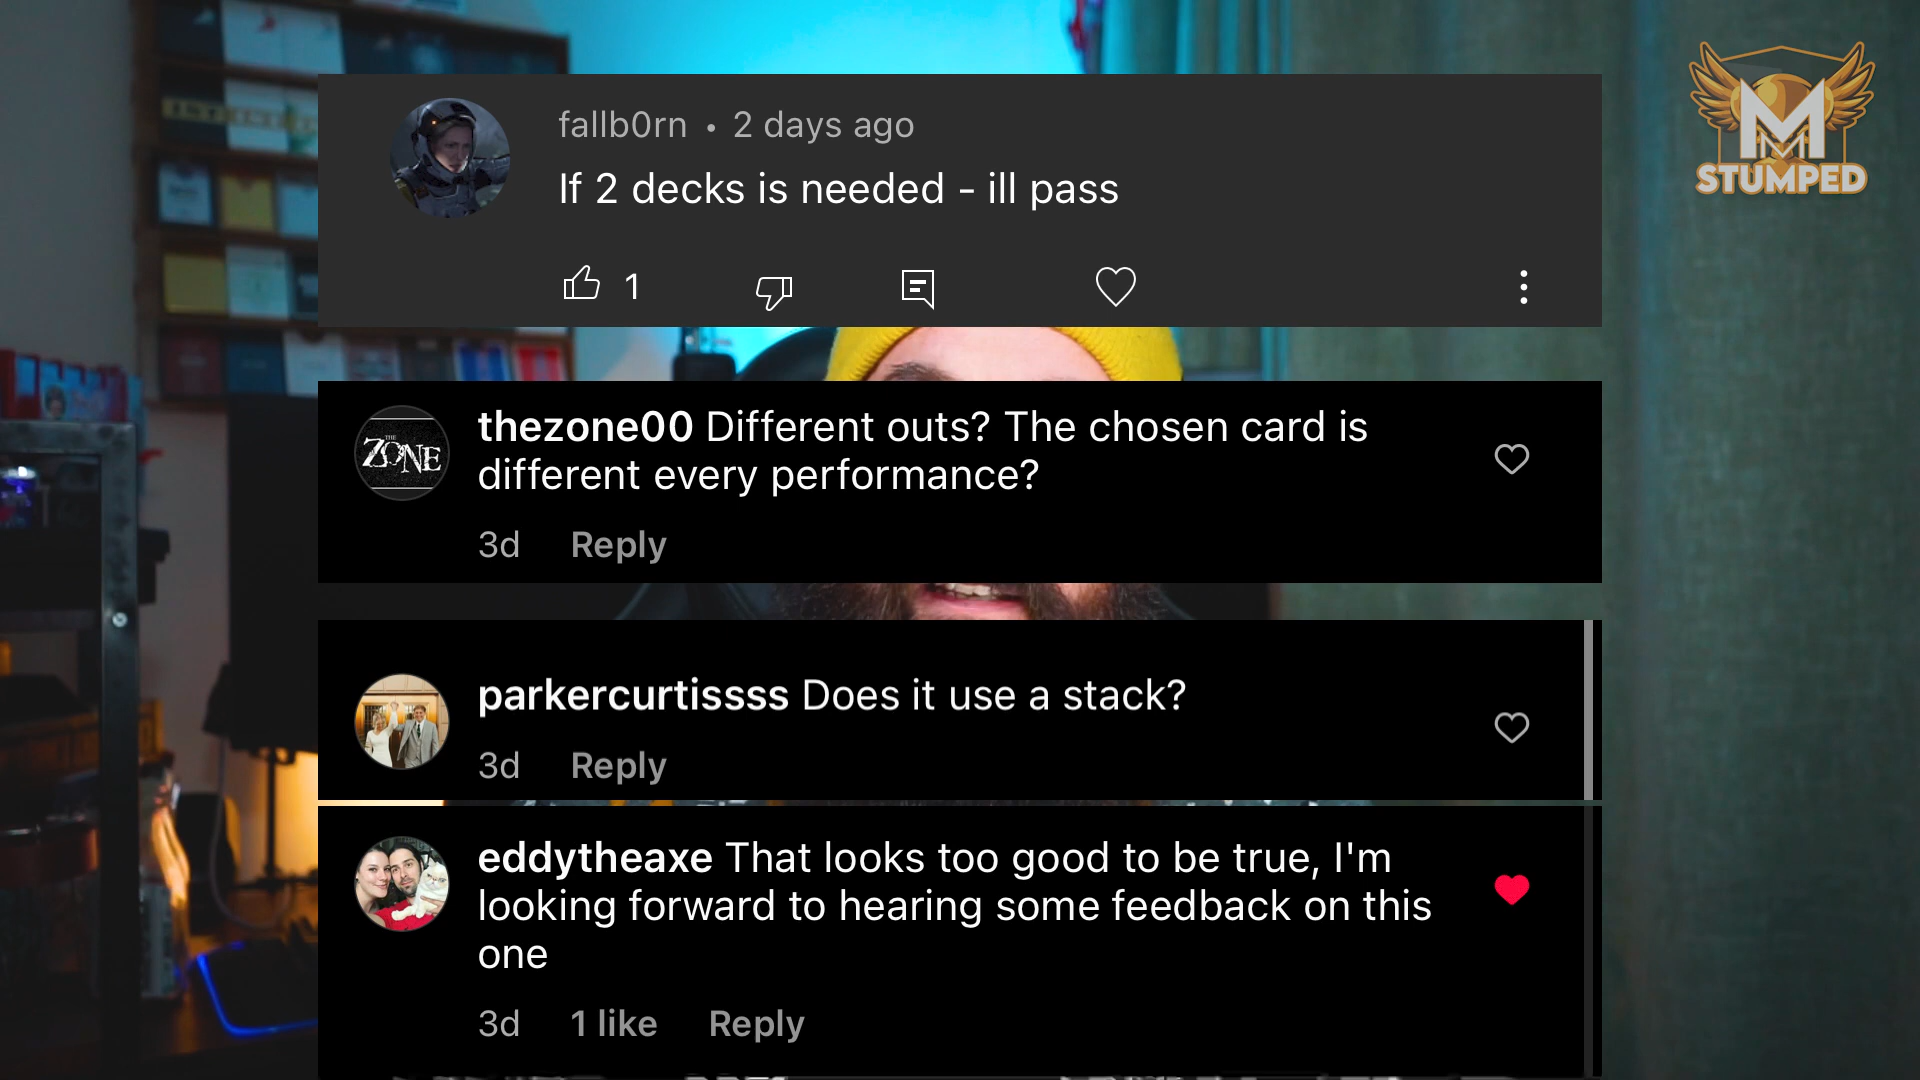 fallb0rn • 2 days ago
If 2 decks is needed - ill pass
1
M
STUMPED
THE
ZONE
thezone00 Different outs? The chosen card is
different every performance?
3d Reply
parkercurtissss Does it use a stack?
3d Reply
eddytheaxe That looks too good to be true, I'm
looking forward to hearing some feedback on this
one
3d 1 like Reply